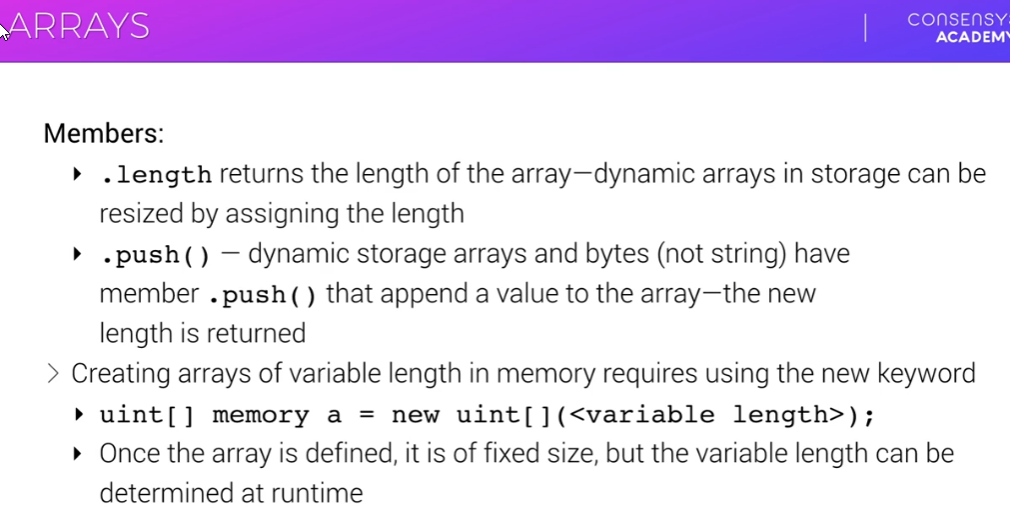 ARRAYS
CONSENSYS
ACADEMY
Members:
.length returns the length of the array—dynamic arrays in storage can be
resized by assigning the length
.push() – dynamic storage arrays and bytes (not string) have
member .push() that append a value to the array—the new
length is returned
> Creating arrays of variable length in memory requires using the new keyword
uint[] memory a = new uint[](<variable length>);
Once the array is defined, it is of fixed size, but the variable length can be
determined at runtime